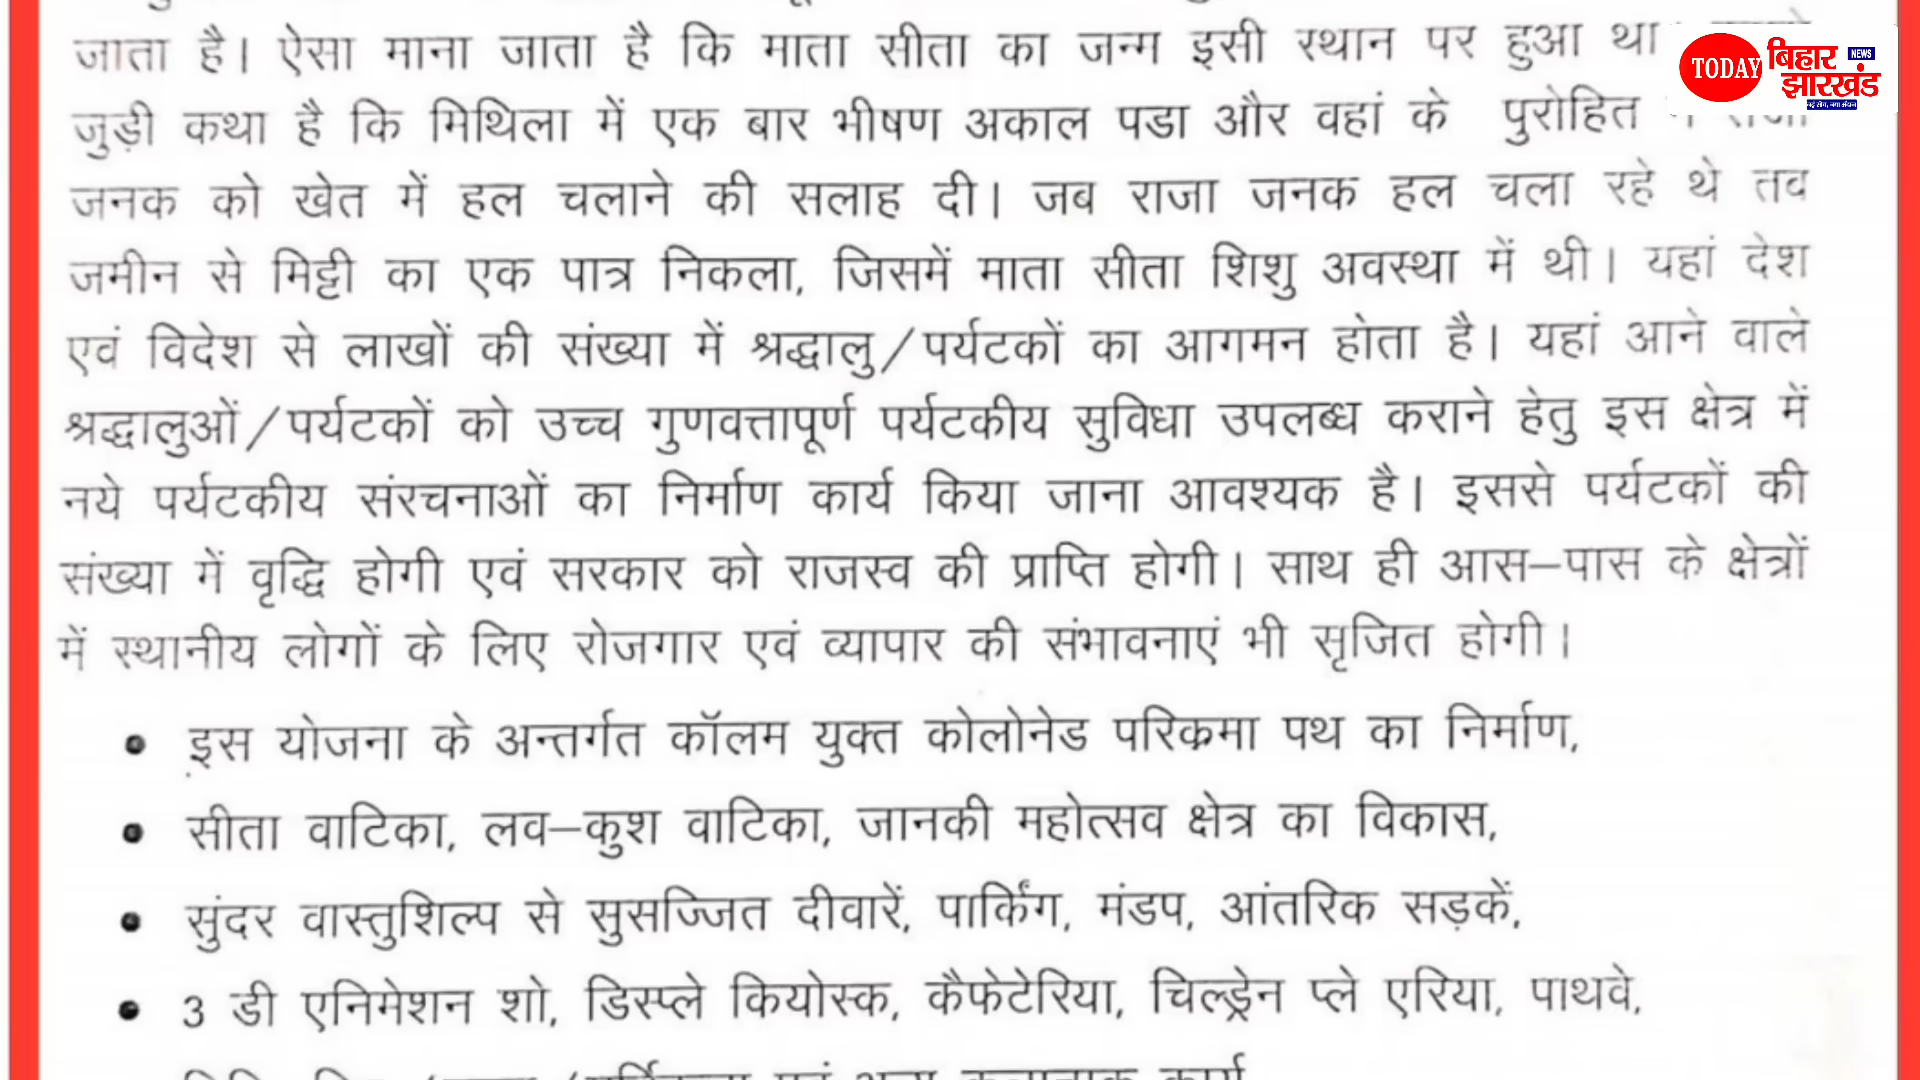 जाता है। ऐसा माना जाता है कि माता सीता का जन्म इसी स्थान पर हुआ था
TODAY बिहार झारखंड NEWS
जुड़ी कथा है कि मिथिला में एक बार भीषण अकाल पडा और वहां के पुरोहित
जनक को खेत में हल चलाने की सलाह दी। जब राजा जनक हल चला रहे थे तव
जमीन से मिट्टी का एक पात्र निकला, जिसमें माता सीता शिशु अवस्था में थी। यहां देश
एवं विदेश से लाखों की संख्या में श्रद्धालु/पर्यटकों का आगमन होता है। यहां आने वाले
श्रद्धालुओं/पर्यटकों को उच्च गुणवत्तापूर्ण पर्यटकीय सुविधा उपलब्ध कराने हेतु इस क्षेत्र में
नये पर्यटकीय संरचनाओं का निर्माण कार्य किया जाना आवश्यक है। इससे पर्यटकों की
संख्या में वृद्धि होगी एवं सरकार को राजस्व की प्राप्ति होगी। साथ ही आस–पास के क्षेत्रों
में स्थानीय लोगों के लिए रोजगार एवं व्यापार की संभावनाएं भी सृजित होगी।
• इस योजना के अन्तर्गत कॉलम युक्त कोलोनेड परिक्रमा पथ का निर्माण,
• सीता वाटिका, लव–कुश वाटिका, जानकी महोत्सव क्षेत्र का विकास,
• सुंदर वास्तुशिल्प से सुसज्जित दीवारें, पार्किंग, मंडप, आंतरिक सड़कें,
• 3 डी एनिमेशन शो, डिस्प्ले कियोस्क, कैफेटेरिया, चिल्ड्रेन प्ले एरिया, पाथवे,